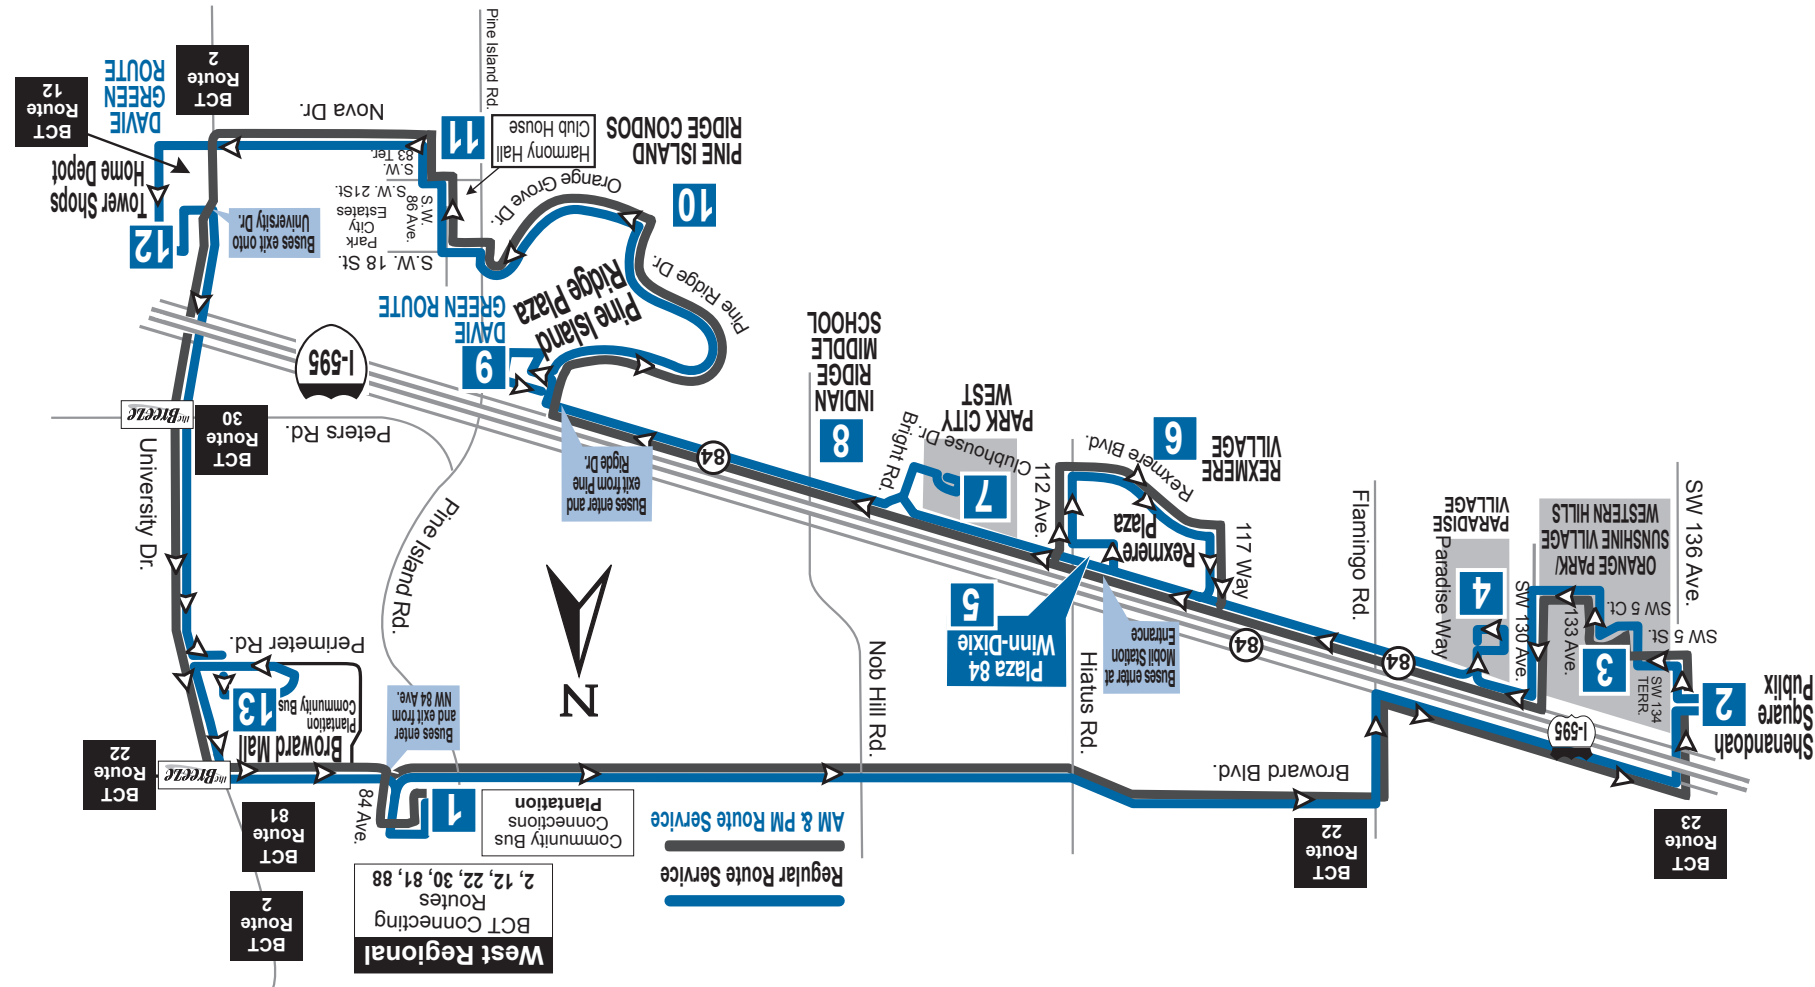 West Regional
BCT Connecting
Routes
2, 12, 22, 30, 81, 88
BCT
Route
2
BCT
Route
23
BCT
Route
22
Regular Route Service
AM & PM Route Service
Community Bus
Connections
Plantation
1
84 Ave.
BCT
Route
81
BCT
Route
22
the Breeze
Broward Blvd.
Shenandoah
Square
Publix
2
I-595
SW 134
TERR.
SW 5 St.
SW 5 Ct.
3
133 Ave.
SW 136 Ave.
ORANGE PARK/
SUNSHINE VILLAGE
WESTERN HILLS
SW 130 Ave.
4
Paradise Way
PARADISE
VILLAGE
84
Flamingo Rd.
84
Hiatus Rd.
Buses enter at
Mobil Station
Entrance
Plaza 84
Winn-Dixie
5
Nob Hill Rd.
N
Buses enter
and exit from
NW 84 Ave.
Broward Mall
Plantation
Community Bus
13
Perimeter Rd.
Pine Island Rd.
University Dr.
117 Way
Rexmere
Plaza
Rexmere Blvd.
REXMERE
VILLAGE
6
112 Ave.
7
Clubhouse Dr.
PARK CITY
WEST
Bright Rd.
8
INDIAN
RIDGE
MIDDLE
SCHOOL
84
Buses enter and
exit from Pine
Rigde Dr.
Peters Rd.
BCT
Route
30
the Breeze
I-595
9
DAVIE
GREEN ROUTE
Pine Island
Ridge Plaza
Pine Ridge Dr.
Orange Grove Dr.
10
PINE ISLAND
RIDGE CONDOS
S.W. 18 St.
Park
City
Estates
S.W.
86 Ave.
S.W. 21St.
S.W.
83 Ter.
Harmony Hall
Club House
11
Pine Island Rd.
Nova Dr.
Buses exit onto
University Dr.
12
Tower Shops
Home Depot
DAVIE
GREEN
ROUTE
BCT
Route
2
BCT
Route
12